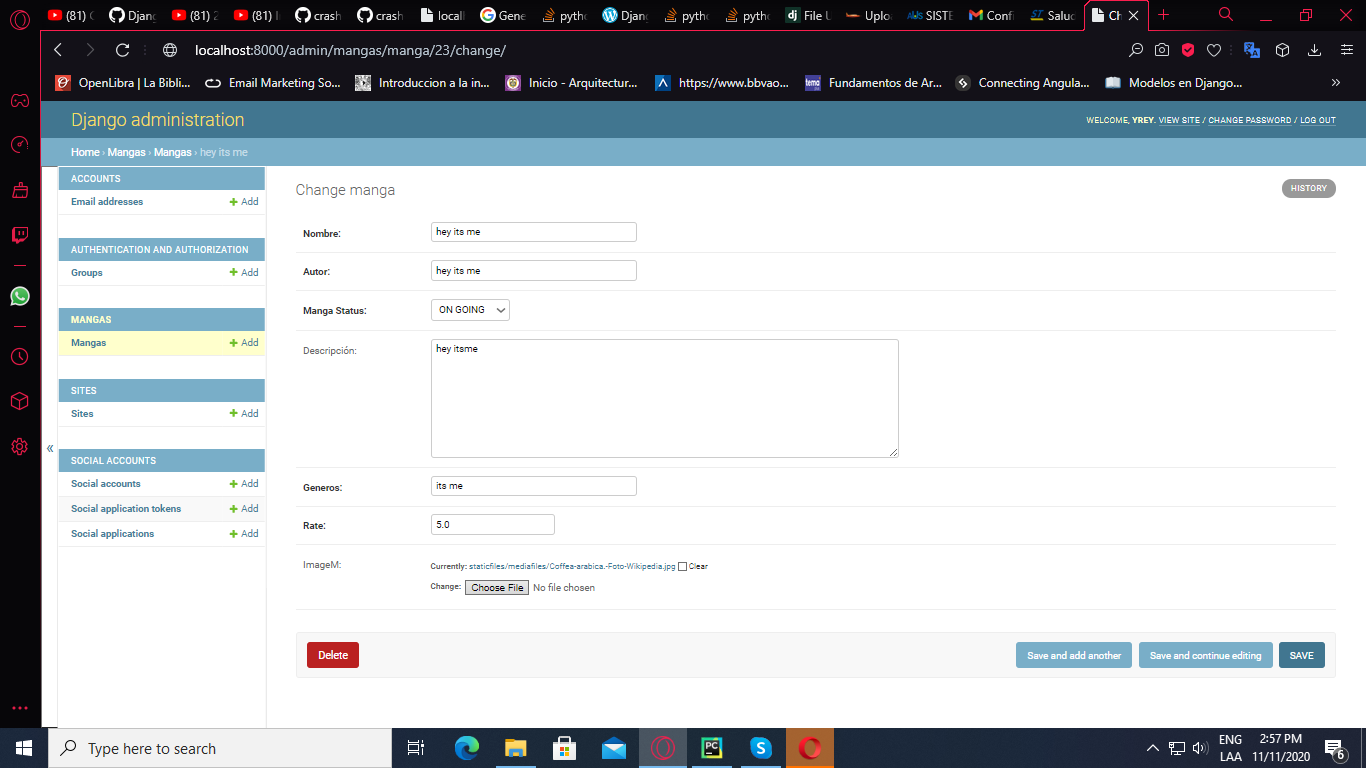 (81) Djang (81) 2 (81) crash crash locall Gene pytho Djang pytho pytho File U Uploa SISTE Confi Saluc Ch
localhost:8000/admin/mangas/manga/23/change/
OpenLibra | La Bibli... Email Marketing So... Introduccion a la in... Inicio - Arquitectur... https://www.bbvao... Fundamentos de Ar... Connecting Angula... Modelos en Django... »
Django administration WELCOME, YREY. VIEW SITE / CHANGE PASSWORD / LOG OUT
Home › Mangas › Mangas › hey its me
ACCOUNTS
Email addresses + Add
AUTHENTICATION AND AUTHORIZATION
Groups + Add
MANGAS
Mangas + Add
SITES
Sites + Add
SOCIAL ACCOUNTS
Social accounts + Add
Social application tokens + Add
Social applications + Add
«
Change manga HISTORY
Nombre: hey its me
Autor: hey its me
Manga Status: ON GOING
Descripción: hey itsme
Generos: its me
Rate: 5.0
ImageM: Currently: staticfiles/mediafiles/Coffea-arabica.-Foto-Wikipedia.jpg Clear
Change: Choose File No file chosen
Delete Save and add another Save and continue editing SAVE
Type here to search PC S ENG 2:57 PM
LAA 11/11/2020 6